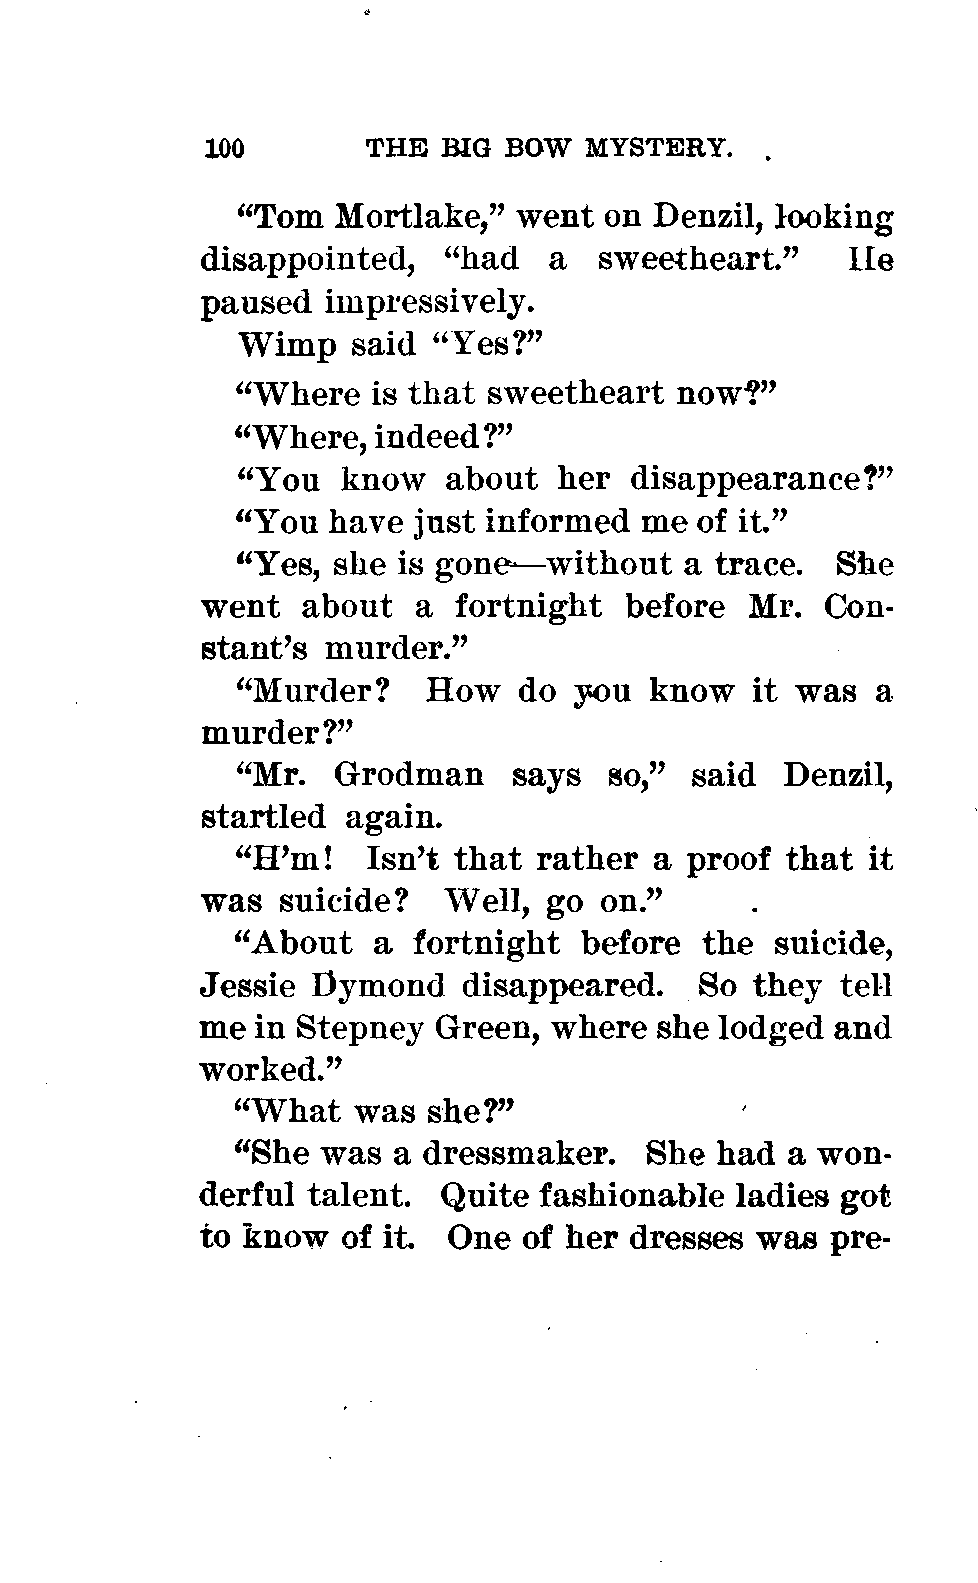 100 THE BIG BOW MYSTERY.
“Tom Mortlake,” went on Denzil, looking
disappointed, “had a sweetheart.” He
paused impressively.
Wimp said “Yes?”
“Where is that sweetheart now?”
“Where, indeed?”
“You know about her disappearance?”
“You have just informed me of it.”
“Yes, she is gone—without a trace. She
went about a fortnight before Mr. Con-
stant’s murder.”
“Murder? How do you know it was a
murder?”
“Mr. Grodman says so,” said Denzil,
startled again.
“H’m! Isn’t that rather a proof that it
was suicide? Well, go on.”
“About a fortnight before the suicide,
Jessie Dymond disappeared. So they tell
me in Stepney Green, where she lodged and
worked.”
“What was she?”
“She was a dressmaker. She had a won-
derful talent. Quite fashionable ladies got
to know of it. One of her dresses was pre-